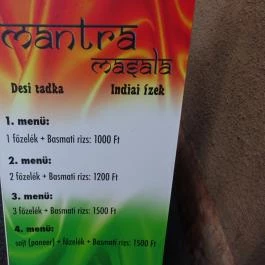 mantra
masala
Desi tadka Indiai ízek
1. menü:
1 főzelék + Basmati rizs: 1000 Ft
2. menü:
2 főzelék + Basmati rizs: 1200 Ft
3. menü:
3 főzelék + Basmati rizs: 1500 Ft
4. menü:
sajt (paneer) + főzelék + Basmati rizs: 1500 Ft